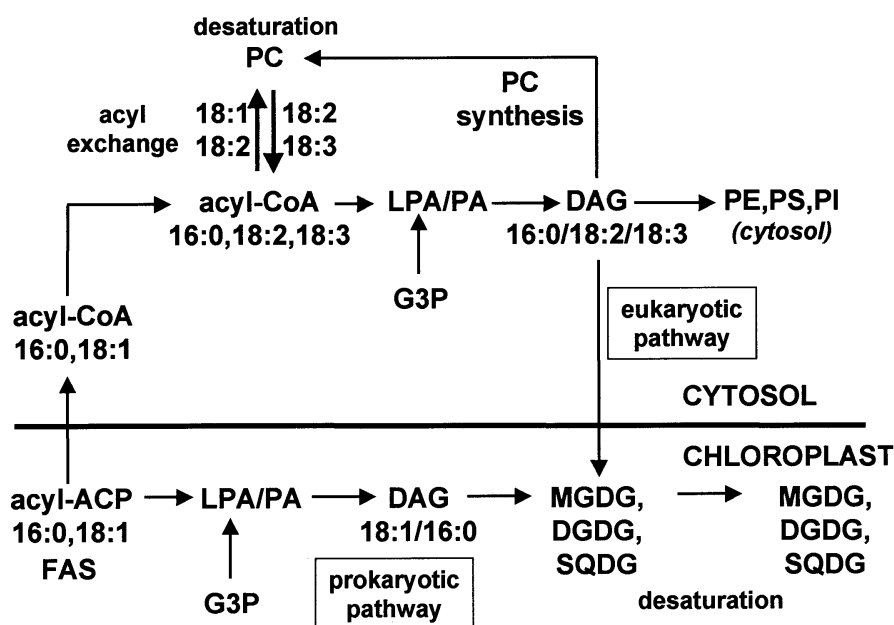 desaturation
PC
PC
synthesis
acyl
exchange
18:1
18:2
18:2
18:3
acyl-CoA
16:0,18:2,18:3
LPA/PA
DAG
16:0/18:2/18:3
PE,PS,PI
(cytosol)
G3P
acyl-CoA
16:0,18:1
eukaryotic
pathway
CYTOSOL
CHLOROPLAST
acyl-ACP
16:0,18:1
FAS
LPA/PA
DAG
18:1/16:0
MGDG,
DGDG,
SQDG
MGDG,
DGDG,
SQDG
G3P
prokaryotic
pathway
desaturation